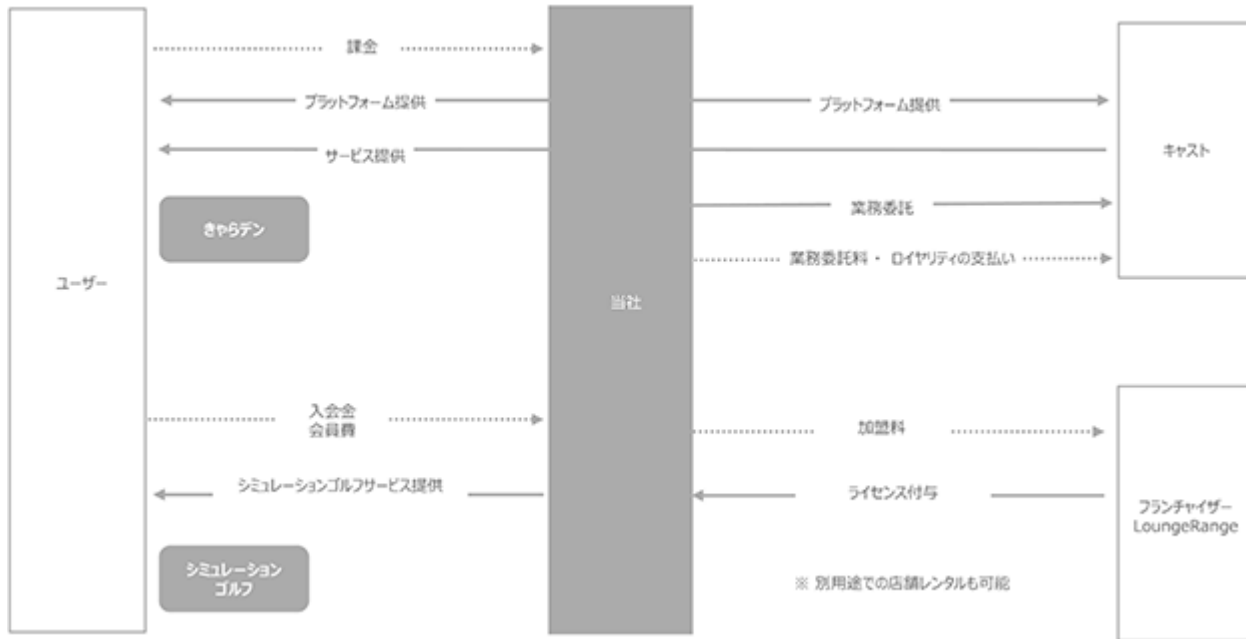 課金
プラットフォーム提供
プラットフォーム提供
サービス提供
キャスト
きゃらデン
業務委託
業務委託料・ロイヤリティの支払い
ユーザー
当社
入会金
会員費
加盟料
シミュレーションゴルフサービス提供
ライセンス付与
フランチャイザー
LoungeRange
シミュレーション
ゴルフ
※ 別用途での店舗レンタルも可能